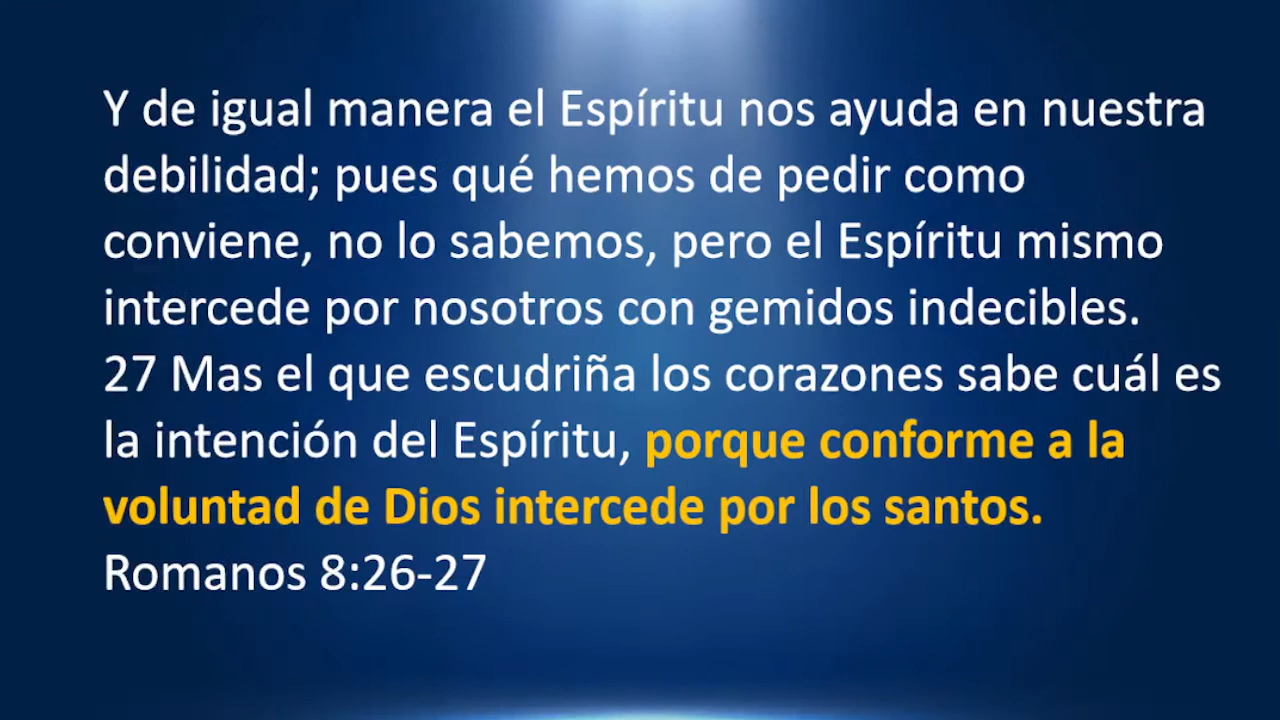 Y de igual manera el Espíritu nos ayuda en nuestra
debilidad; pues qué hemos de pedir como
conviene, no lo sabemos, pero el Espíritu mismo
intercede por nosotros con gemidos indecibles.
27 Mas el que escudriña los corazones sabe cuál es
la intención del Espíritu, porque conforme a la
voluntad de Dios intercede por los santos.
Romanos 8:26-27